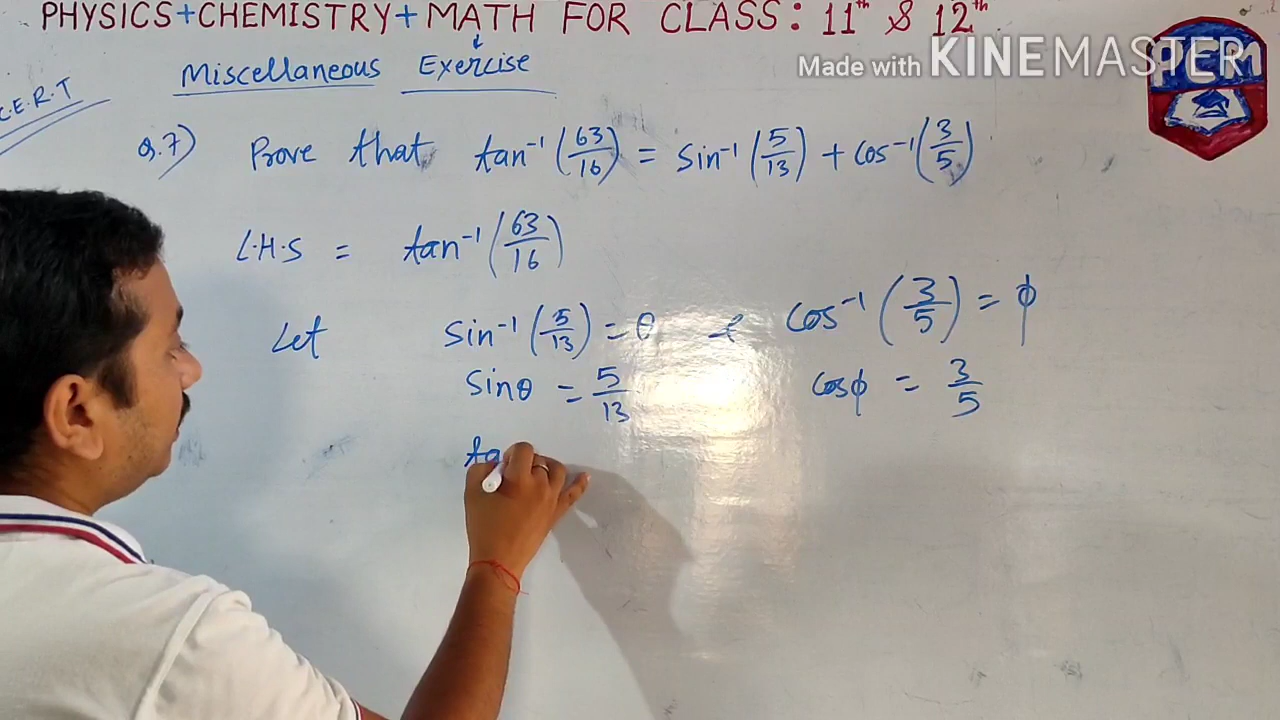 PHYSICS+CHEMISTRY+MATH FOR CLASS: 11th & 12th
Made with KINEMASTER
PEM
Miscellaneous Exercise
C.E.R.T
Q.7) Prove that tan⁻¹(63/16) = sin⁻¹(5/13) + cos⁻¹(3/5)
L.H.S = tan⁻¹(63/16)
Let sin⁻¹(5/13) = θ & cos⁻¹(3/5) = φ
sinθ = 5/13 cosφ = 3/5
ta